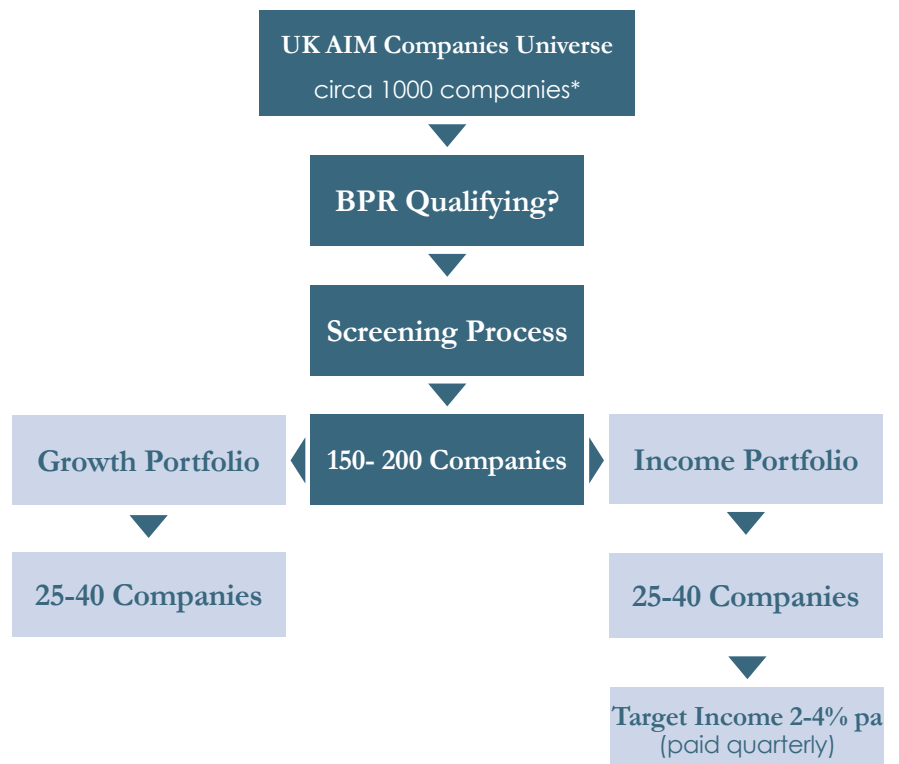 UK AIM Companies Universe
circa 1000 companies*
BPR Qualifying?
Screening Process
Growth Portfolio
150- 200 Companies
Income Portfolio
25-40 Companies
25-40 Companies
Target Income 2-4% pa
(paid quarterly)